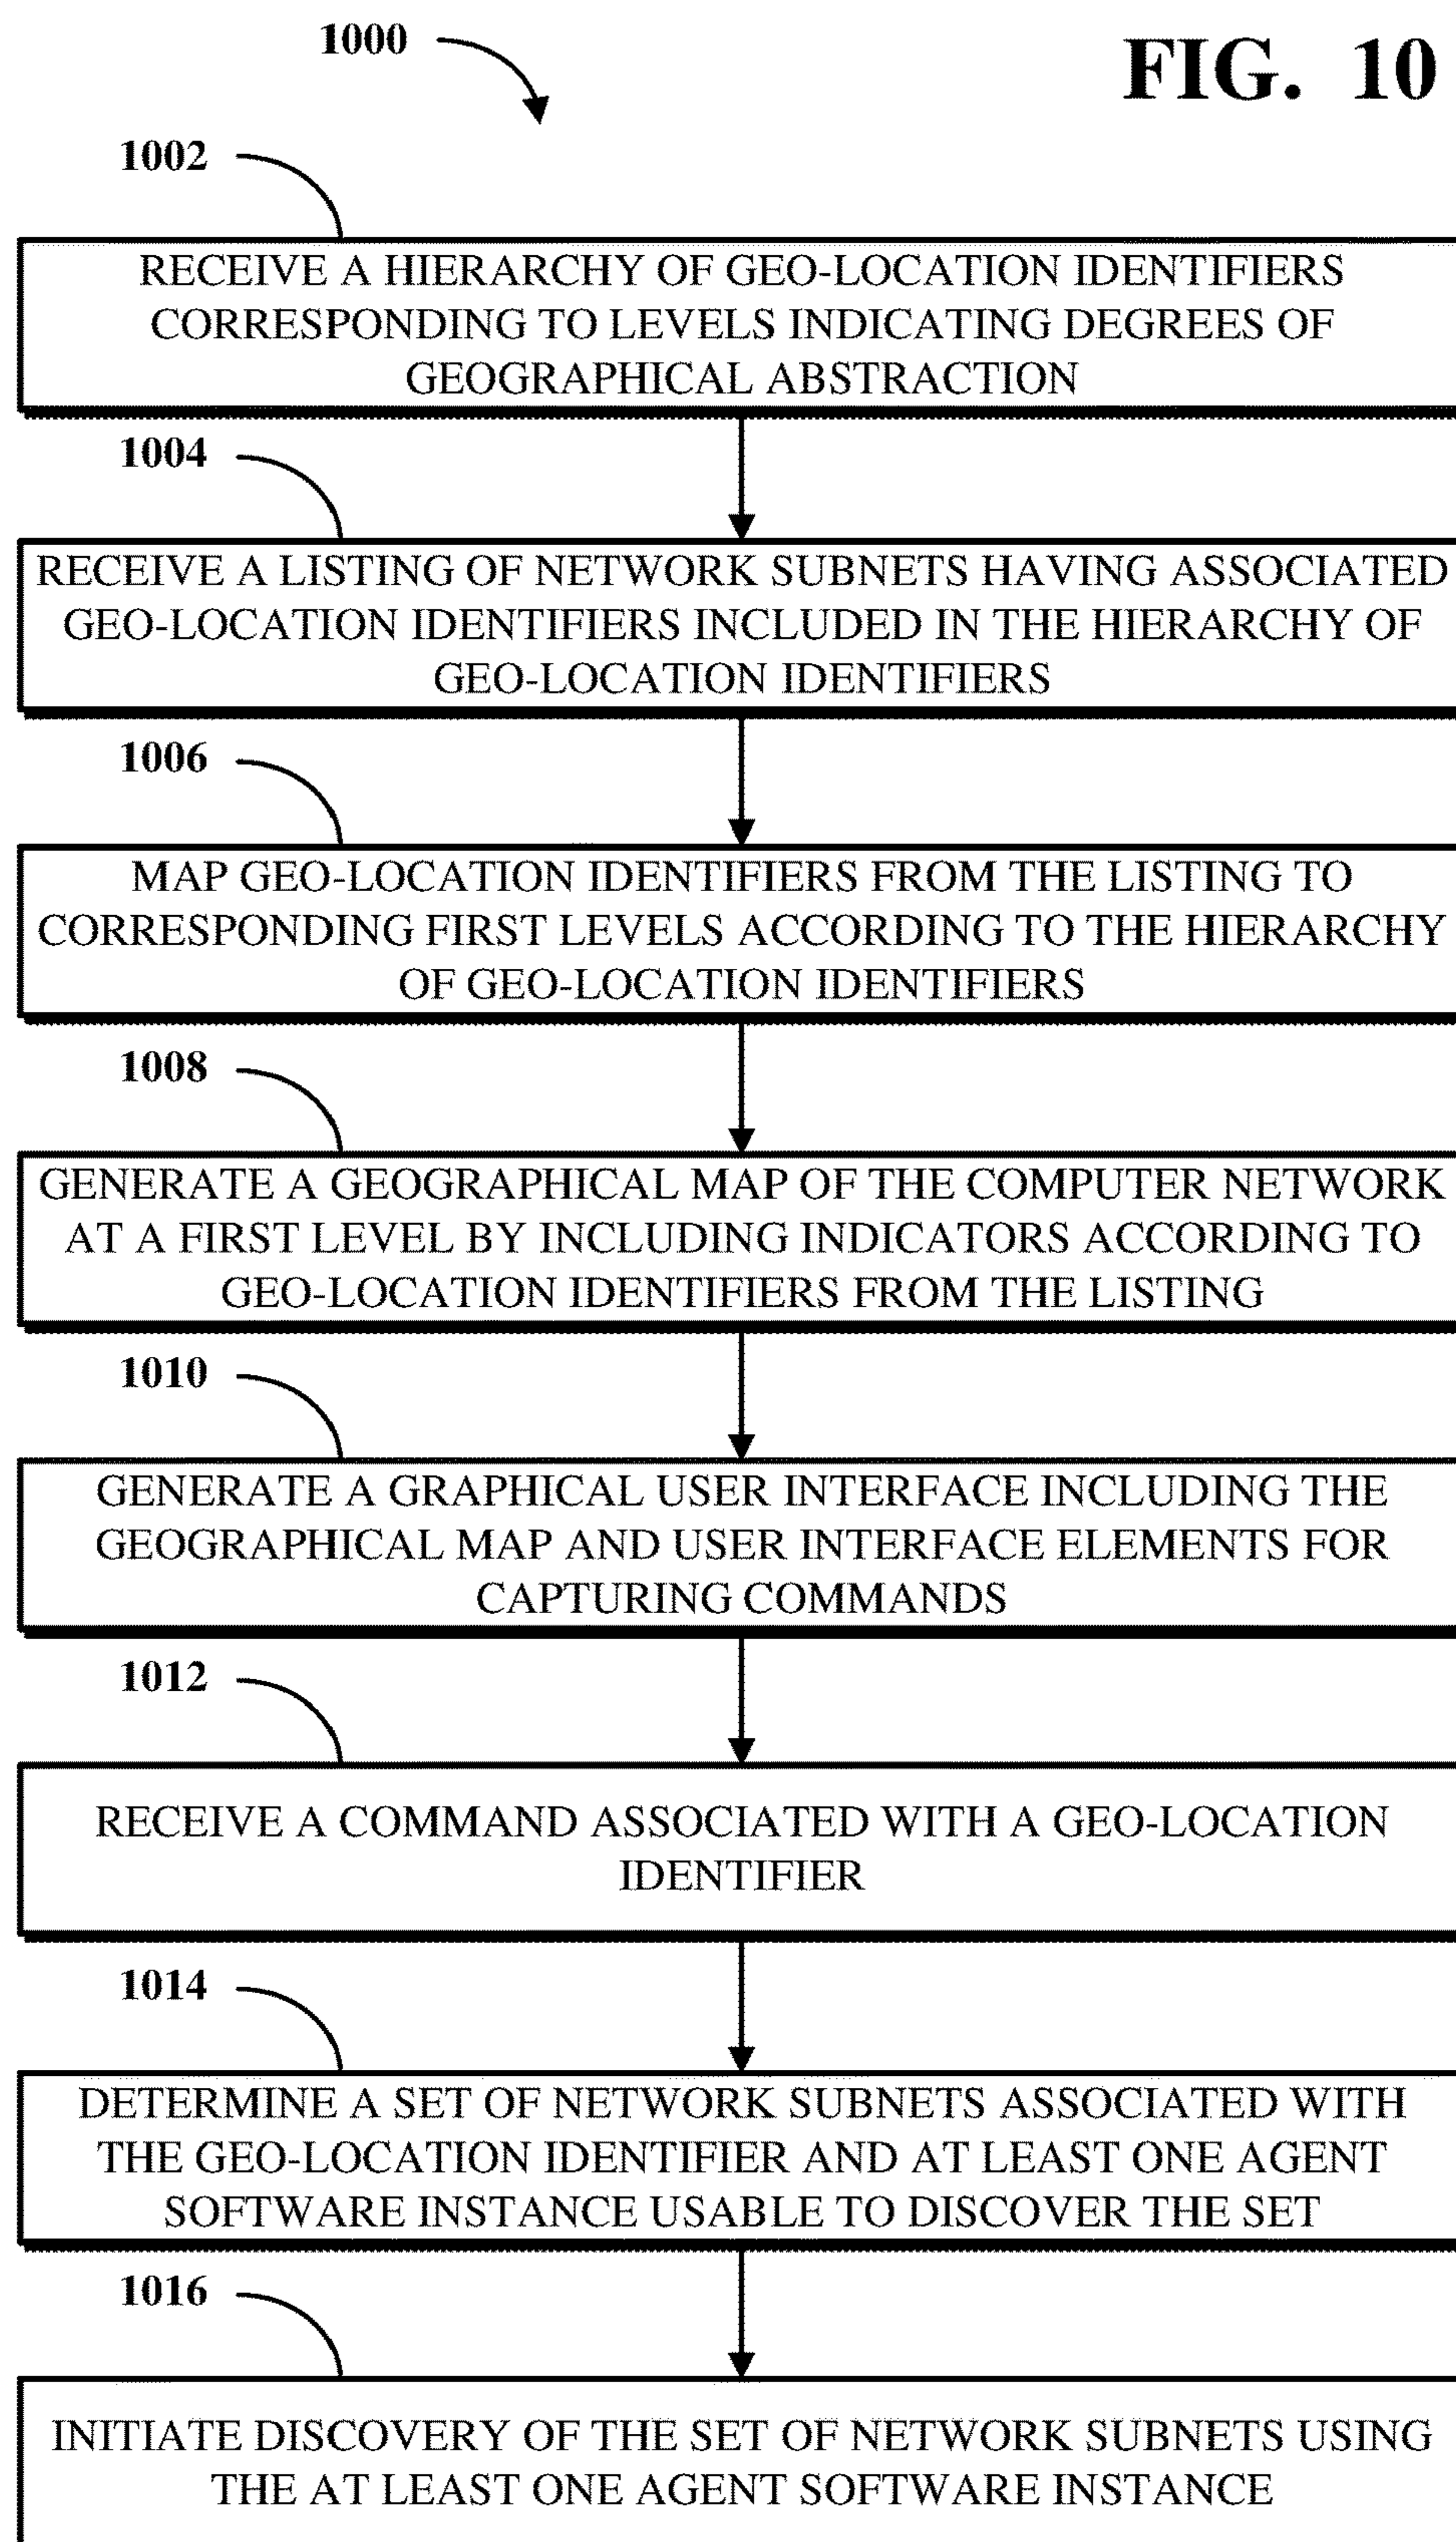 1000
FIG. 10
1002
RECEIVE A HIERARCHY OF GEO-LOCATION IDENTIFIERS
CORRESPONDING TO LEVELS INDICATING DEGREES OF
GEOGRAPHICAL ABSTRACTION
1004
RECEIVE A LISTING OF NETWORK SUBNETS HAVING ASSOCIATED
GEO-LOCATION IDENTIFIERS INCLUDED IN THE HIERARCHY OF
GEO-LOCATION IDENTIFIERS
1006
MAP GEO-LOCATION IDENTIFIERS FROM THE LISTING TO
CORRESPONDING FIRST LEVELS ACCORDING TO THE HIERARCHY
OF GEO-LOCATION IDENTIFIERS
1008
GENERATE A GEOGRAPHICAL MAP OF THE COMPUTER NETWORK
AT A FIRST LEVEL BY INCLUDING INDICATORS ACCORDING TO
GEO-LOCATION IDENTIFIERS FROM THE LISTING
1010
GENERATE A GRAPHICAL USER INTERFACE INCLUDING THE
GEOGRAPHICAL MAP AND USER INTERFACE ELEMENTS FOR
CAPTURING COMMANDS
1012
RECEIVE A COMMAND ASSOCIATED WITH A GEO-LOCATION
IDENTIFIER
1014
DETERMINE A SET OF NETWORK SUBNETS ASSOCIATED WITH
THE GEO-LOCATION IDENTIFIER AND AT LEAST ONE AGENT
SOFTWARE INSTANCE USABLE TO DISCOVER THE SET
1016
INITIATE DISCOVERY OF THE SET OF NETWORK SUBNETS USING
THE AT LEAST ONE AGENT SOFTWARE INSTANCE